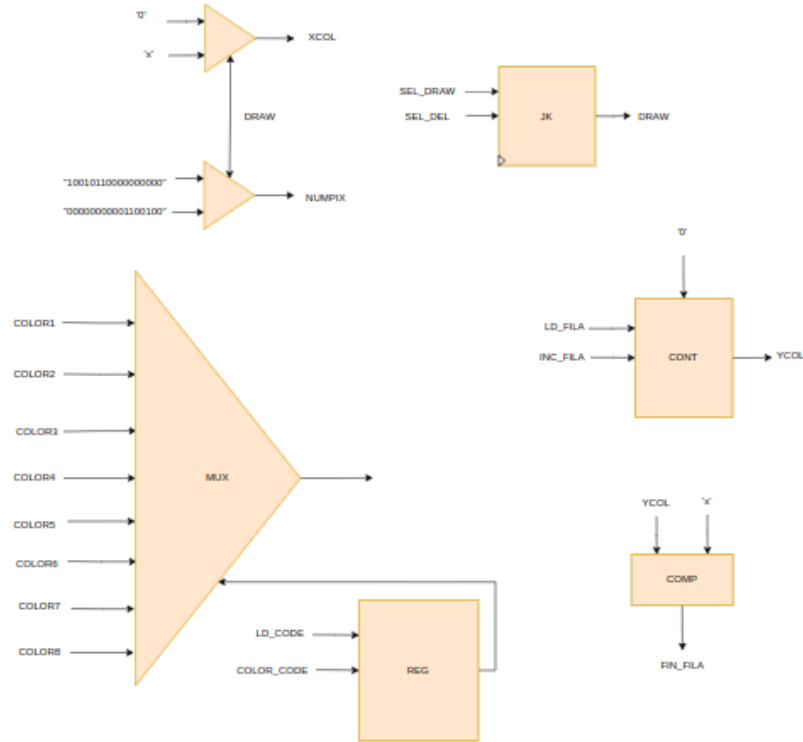 '0'
'x'
XCOL
DRAW
"1001011000000000"
"0000000001100100"
NUMPIX
SEL_DRAW
SEL_DEL
JK
DRAW
'0'
LD_FILA
INC_FILA
CONT
YCOL
COLOR1
COLOR2
COLOR3
COLOR4
COLOR5
COLOR6
COLOR7
COLOR8
MUX
LD_CODE
COLOR_CODE
REG
YCOL
'x'
COMP
FIN_FILA